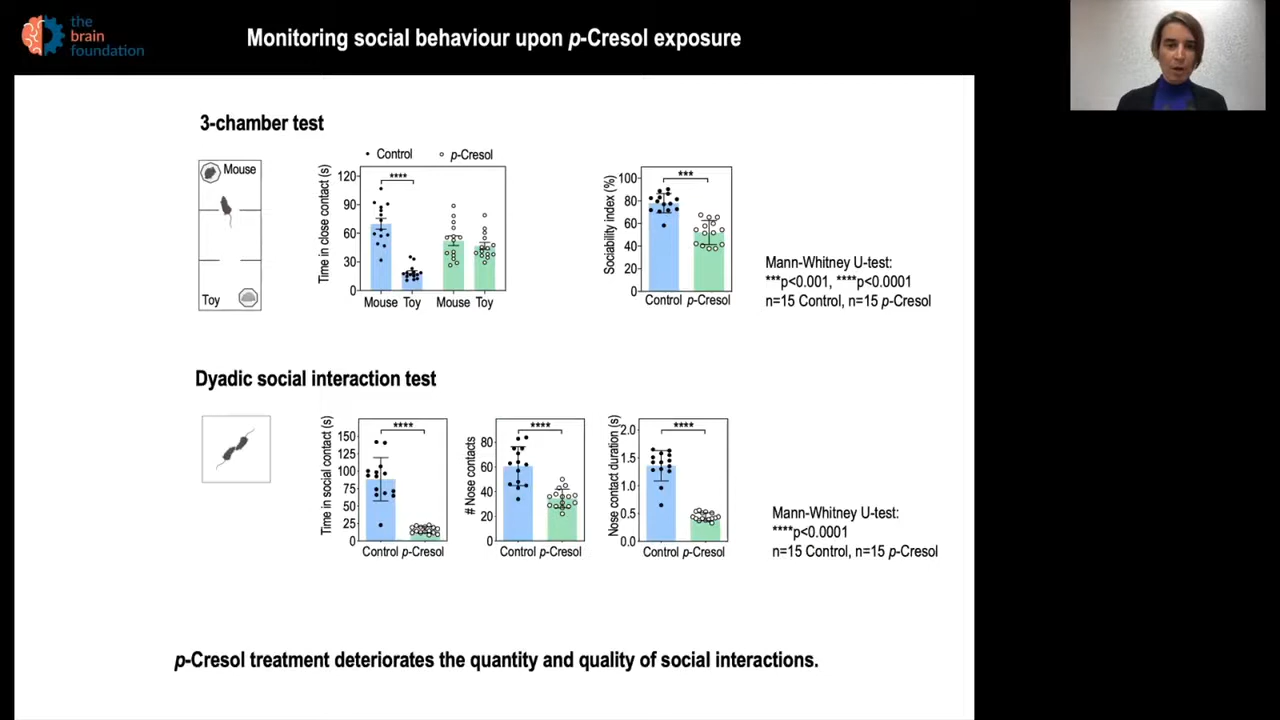 the
brain
foundation
Monitoring social behaviour upon p-Cresol exposure
3-chamber test
Mouse
Toy
Control p-Cresol
Time in close contact (s)
120
90
60
30
0
****
Mouse Toy Mouse Toy
Sociability index (%)
100
80
60
40
20
0
***
Control p-Cresol
Mann-Whitney U-test:
***p<0.001, ****p<0.0001
n=15 Control, n=15 p-Cresol
Dyadic social interaction test
Time in social contact (s)
150
125
100
75
50
25
0
****
Control p-Cresol
# Nose contacts
80
60
40
20
0
****
Control p-Cresol
Nose contact duration (s)
2.0
1.5
1.0
0.5
0.0
****
Control p-Cresol
Mann-Whitney U-test:
****p<0.0001
n=15 Control, n=15 p-Cresol
p-Cresol treatment deteriorates the quantity and quality of social interactions.